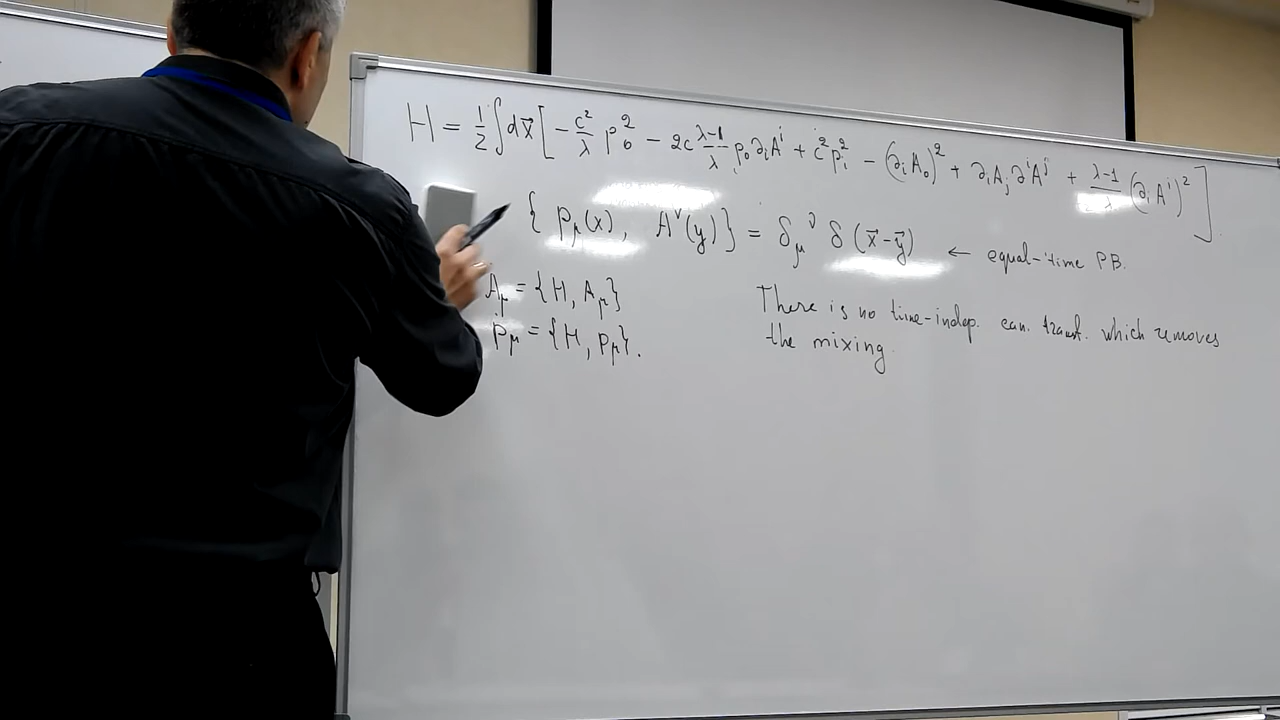 H = 1/2 ∫dx⃗ [ - c²/λ p₀² - 2c (λ-1)/λ p₀ ∂ᵢAⁱ + c² pᵢ² - (∂ᵢA₀)² + ∂ᵢAⱼ ∂ⁱAʲ + (λ-1)/λ (∂ᵢAⁱ)² ].
{ p_μ(x), A^ν(y) } = δ_μ^ν δ(x⃗-y⃗) ← equal-time PB.
Ȧ_μ = {H, A_μ}
ṗ_μ = {H, p_μ}.
There is no time-indep. can. transf. which removes
the mixing